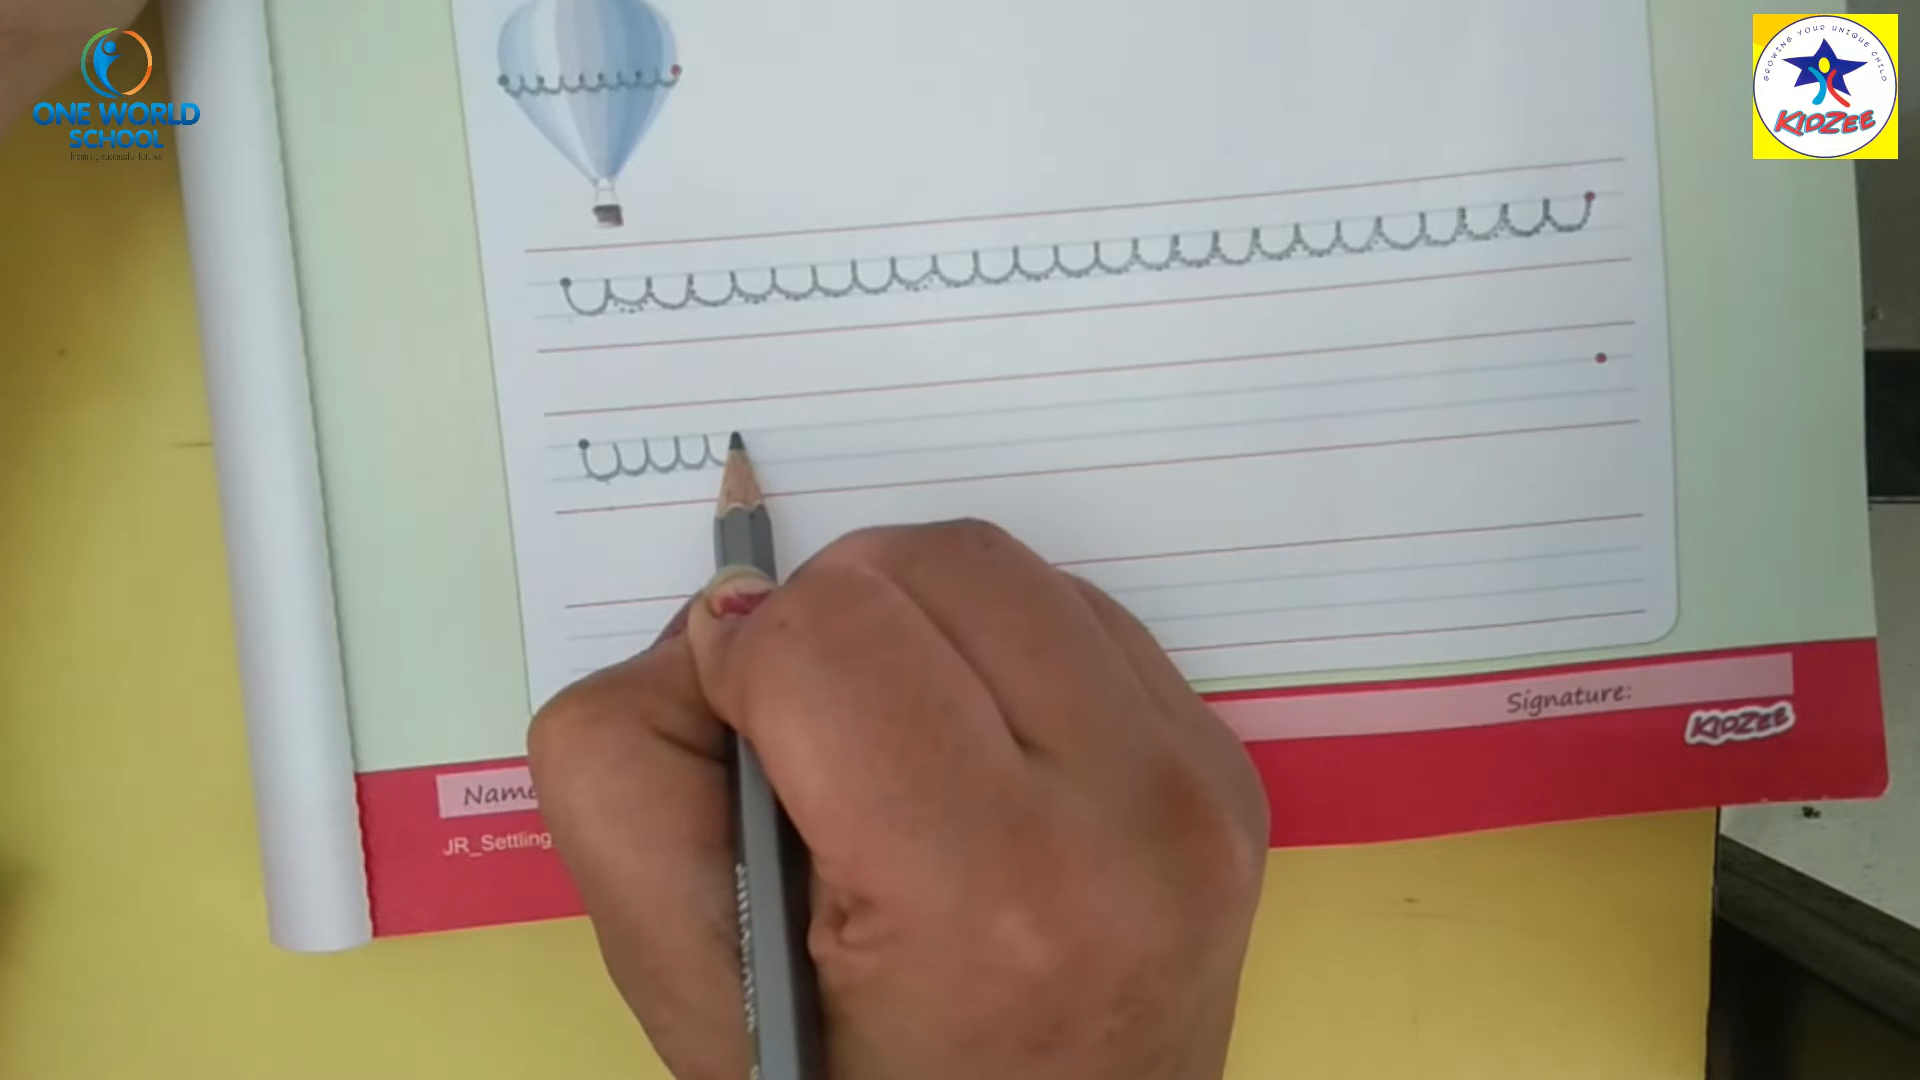 ONE WORLD
SCHOOL
GROWING YOUR UNIQUE CHILD
KIDZEE
Signature:
KIDZEE
Name
JR_Settling